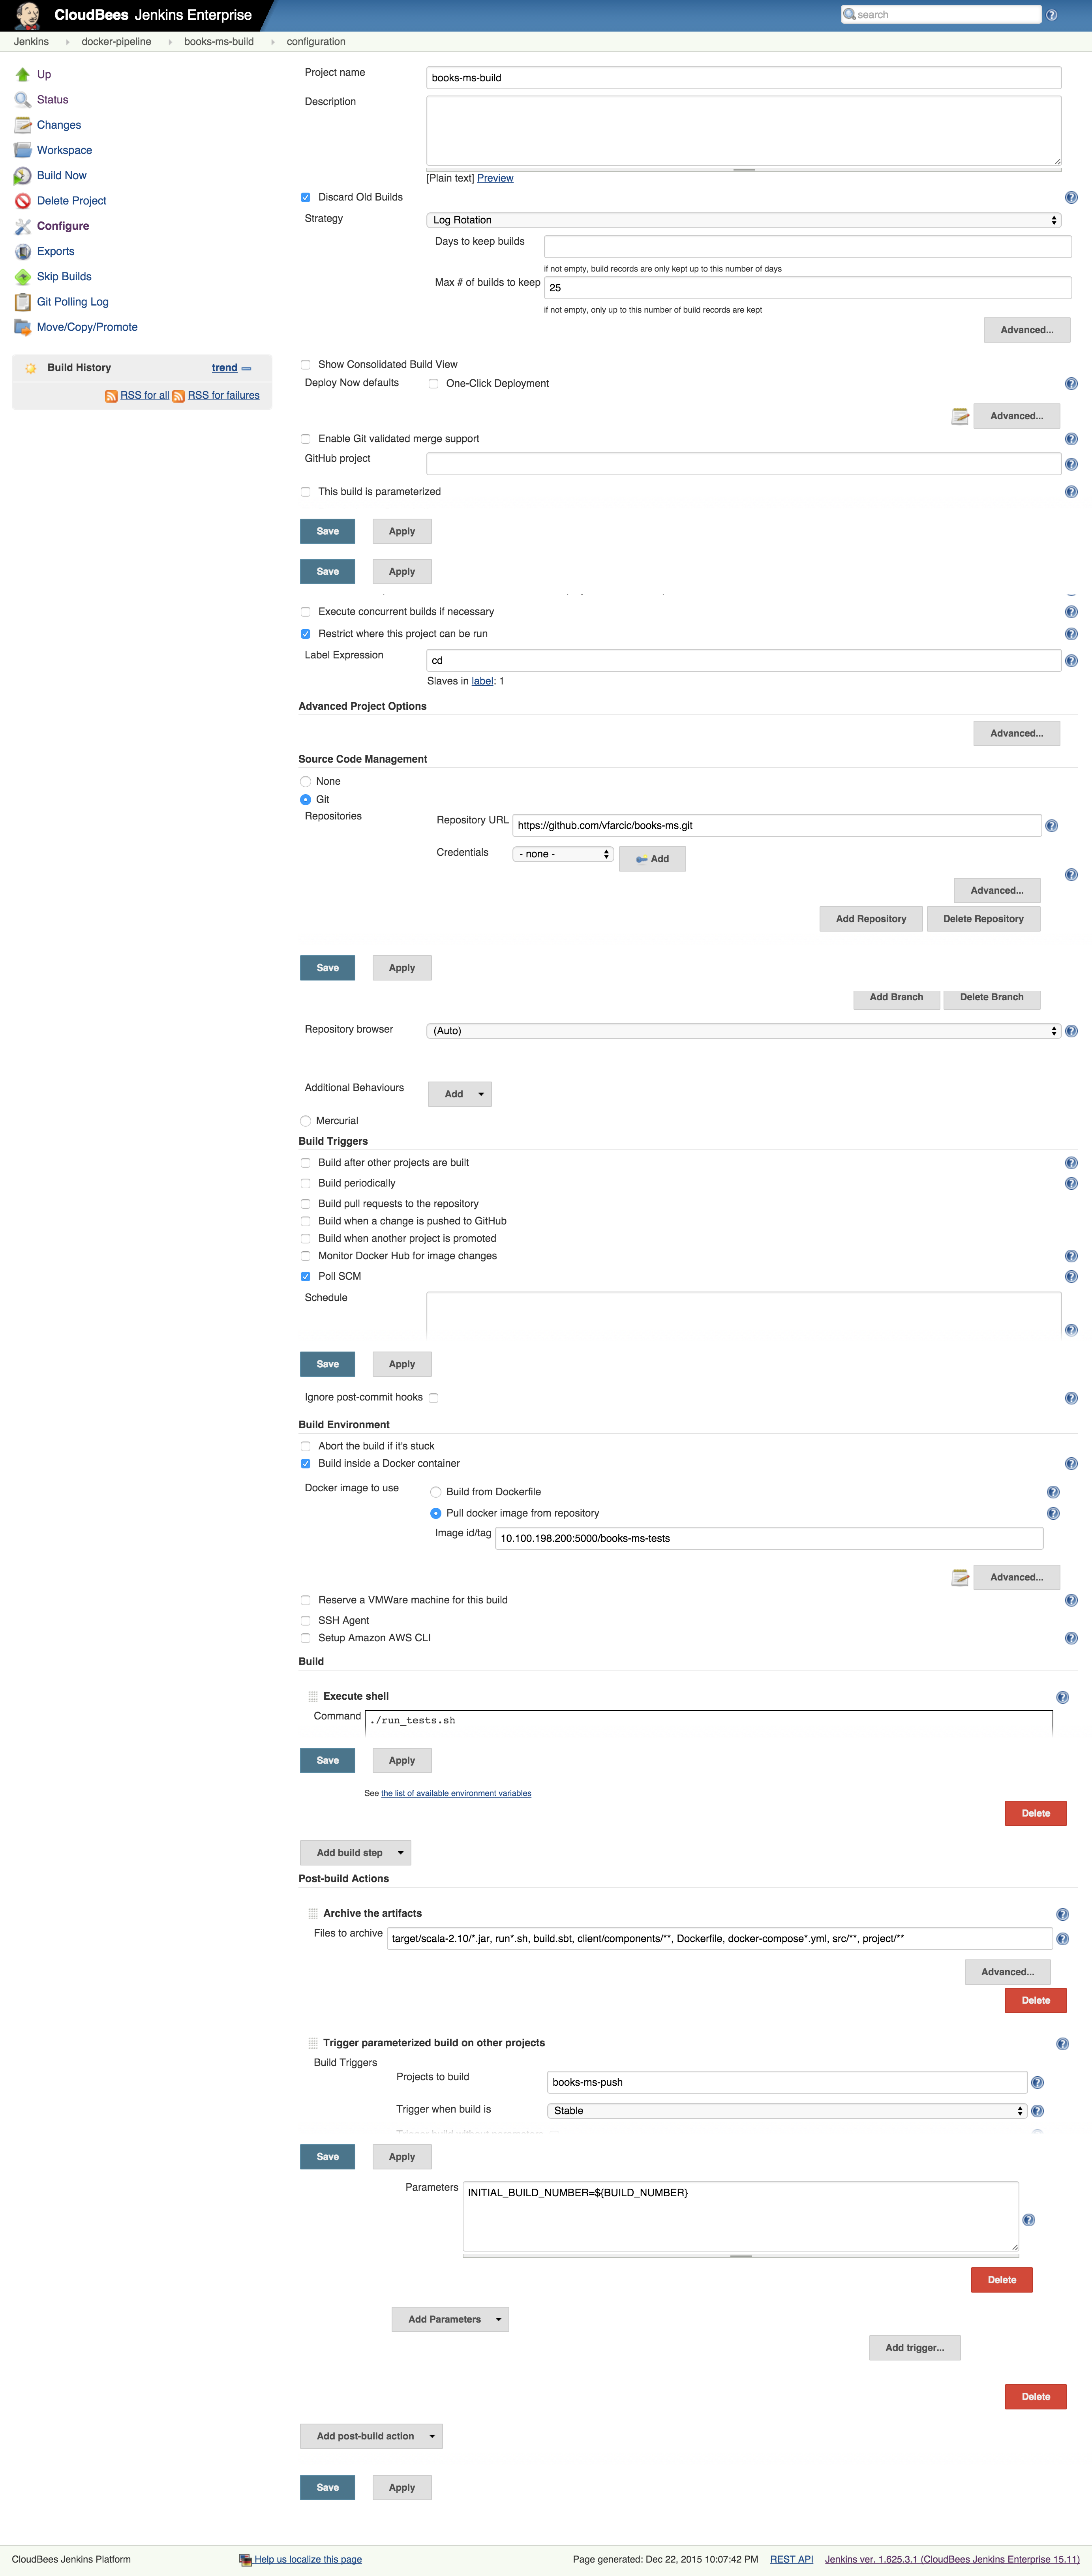 CloudBees Jenkins Enterprise
search
Jenkins docker-pipeline books-ms-build configuration
Up
Status
Changes
Workspace
Build Now
Delete Project
Configure
Exports
Skip Builds
Git Polling Log
Move/Copy/Promote
Build History trend
RSS for all RSS for failures
Project name books-ms-build
Description
[Plain text] Preview
Discard Old Builds
Strategy Log Rotation
Days to keep builds
if not empty, build records are only kept up to this number of days
Max # of builds to keep 25
if not empty, only up to this number of build records are kept
Advanced...
Show Consolidated Build View
Deploy Now defaults One-Click Deployment
Advanced...
Enable Git validated merge support
GitHub project
This build is parameterized
Save Apply
Save Apply
Execute concurrent builds if necessary
Restrict where this project can be run
Label Expression cd
Slaves in label: 1
Advanced Project Options
Advanced...
Source Code Management
None
Git
Repositories Repository URL https://github.com/vfarcic/books-ms.git
Credentials - none - Add
Advanced...
Add Repository Delete Repository
Save Apply
Add Branch Delete Branch
Repository browser (Auto)
Additional Behaviours Add
Mercurial
Build Triggers
Build after other projects are built
Build periodically
Build pull requests to the repository
Build when a change is pushed to GitHub
Build when another project is promoted
Monitor Docker Hub for image changes
Poll SCM
Schedule
Save Apply
Ignore post-commit hooks
Build Environment
Abort the build if it's stuck
Build inside a Docker container
Docker image to use Build from Dockerfile
Pull docker image from repository
Image id/tag 10.100.198.200:5000/books-ms-tests
Advanced...
Reserve a VMWare machine for this build
SSH Agent
Setup Amazon AWS CLI
Build
Execute shell
Command ./run_tests.sh
Save Apply
See the list of available environment variables
Delete
Add build step
Post-build Actions
Archive the artifacts
Files to archive target/scala-2.10/*.jar, run*.sh, build.sbt, client/components/**, Dockerfile, docker-compose*.yml, src/**, project/**
Advanced...
Delete
Trigger parameterized build on other projects
Build Triggers
Projects to build books-ms-push
Trigger when build is Stable
Save Apply
Parameters INITIAL_BUILD_NUMBER=${BUILD_NUMBER}
Delete
Add Parameters
Add trigger...
Delete
Add post-build action
Save Apply
CloudBees Jenkins Platform Help us localize this page Page generated: Dec 22, 2015 10:07:42 PM REST API Jenkins ver. 1.625.3.1 (CloudBees Jenkins Enterprise 15.11)